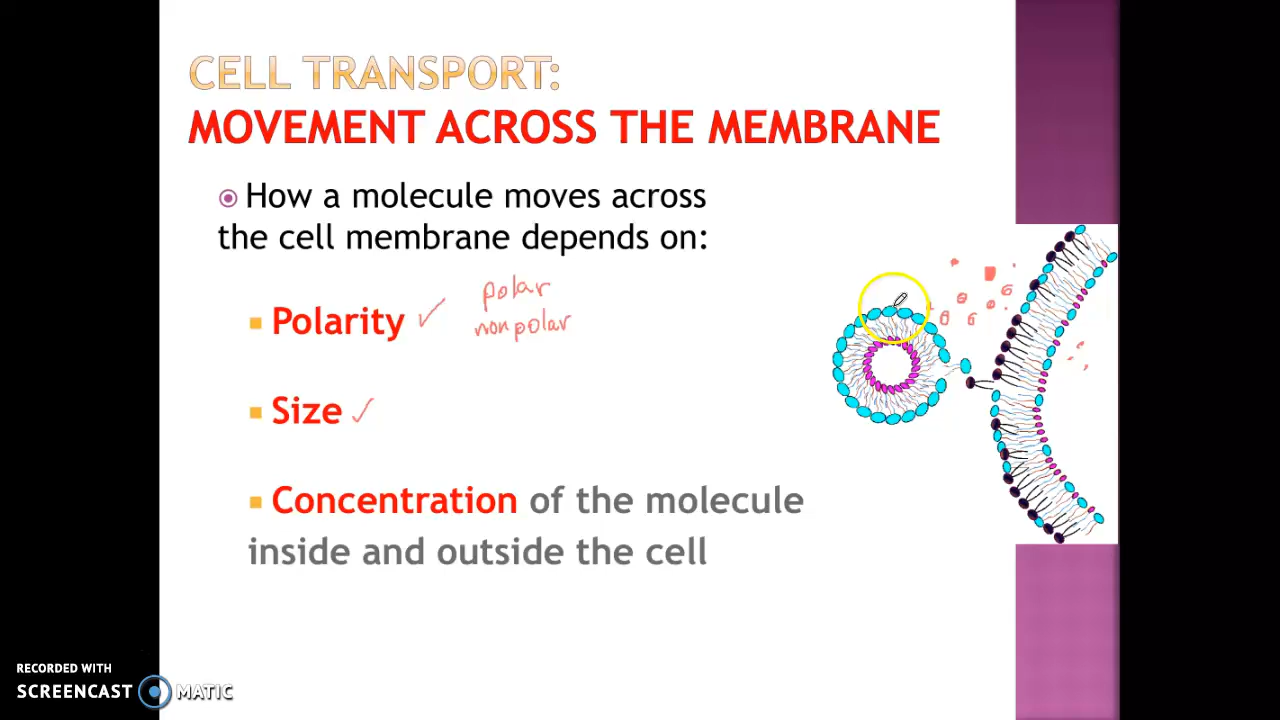 CELL TRANSPORT:
MOVEMENT ACROSS THE MEMBRANE
How a molecule moves across
the cell membrane depends on:
Polarity
polar
nonpolar
Size
Concentration of the molecule
inside and outside the cell
RECORDED WITH
SCREENCAST MATIC